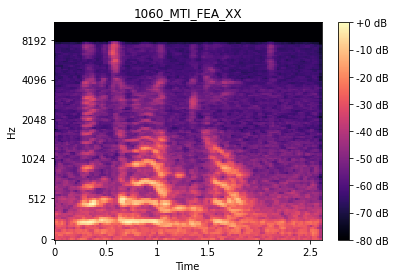 1060_MTI_FEA_XX
8192
4096
2048
1024
512
0
Hz
0
0.5
1
1.5
2
2.5
Time
+0 dB
-10 dB
-20 dB
-30 dB
-40 dB
-50 dB
-60 dB
-70 dB
-80 dB